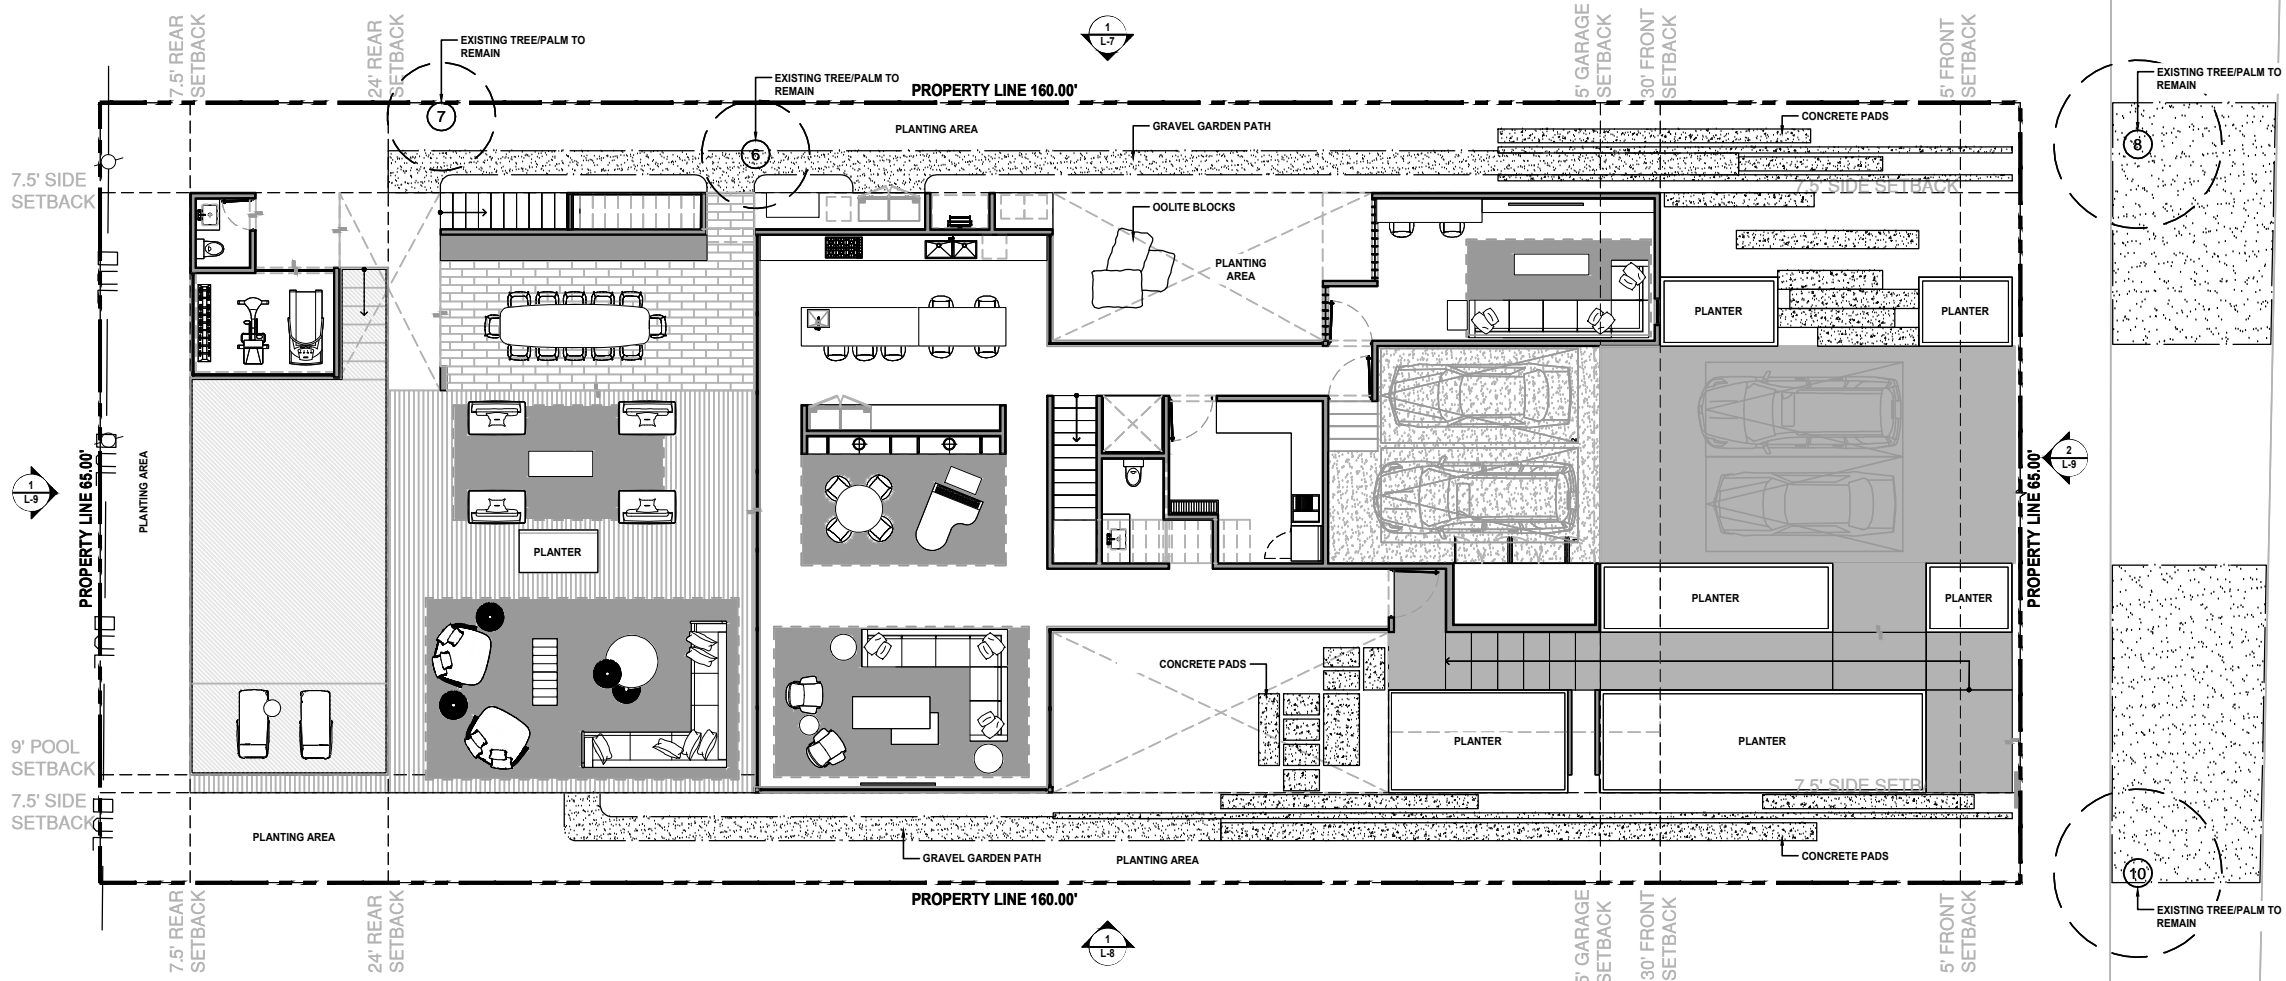 7.5' REAR
SETBACK
24' REAR
SETBACK
EXISTING TREE/PALM TO
REMAIN
7
EXISTING TREE/PALM TO
REMAIN
6
PROPERTY LINE 160.00'
1
L-7
5' GARAGE
SETBACK
30' FRONT
SETBACK
5' FRONT
SETBACK
EXISTING TREE/PALM TO
REMAIN
8
PLANTING AREA
GRAVEL GARDEN PATH
CONCRETE PADS
7.5' SIDE
SETBACK
7.5' SIDE SETBACK
OOLITE BLOCKS
PLANTING
AREA
PLANTER
PLANTER
1
L-9
PROPERTY LINE 65.00'
PLANTING AREA
2
L-9
PROPERTY LINE 65.00'
PLANTER
PLANTER
PLANTER
CONCRETE PADS
PLANTER
PLANTER
9' POOL
SETBACK
7.5' SIDE
SETBACK
7.5' SIDE SETB
PLANTING AREA
GRAVEL GARDEN PATH
PLANTING AREA
CONCRETE PADS
10
EXISTING TREE/PALM TO
REMAIN
PROPERTY LINE 160.00'
7.5' REAR
SETBACK
24' REAR
SETBACK
1
L-8
5' GARAGE
SETBACK
30' FRONT
SETBACK
5' FRONT
SETBACK